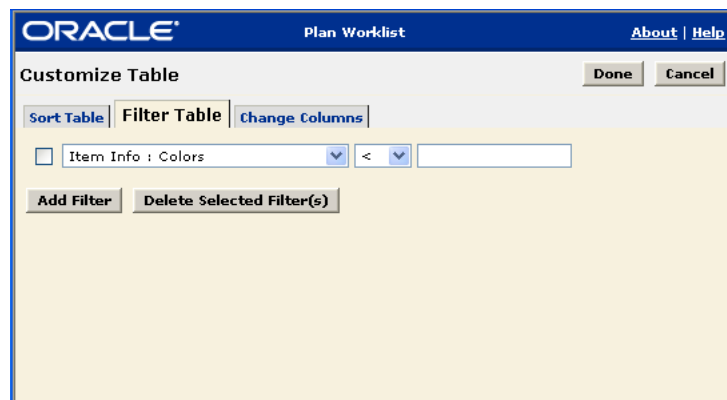 ORACLE® Plan Worklist About | Help
Customize Table Done Cancel
Sort Table Filter Table Change Columns
Item Info : Colors <
Add Filter Delete Selected Filter(s)